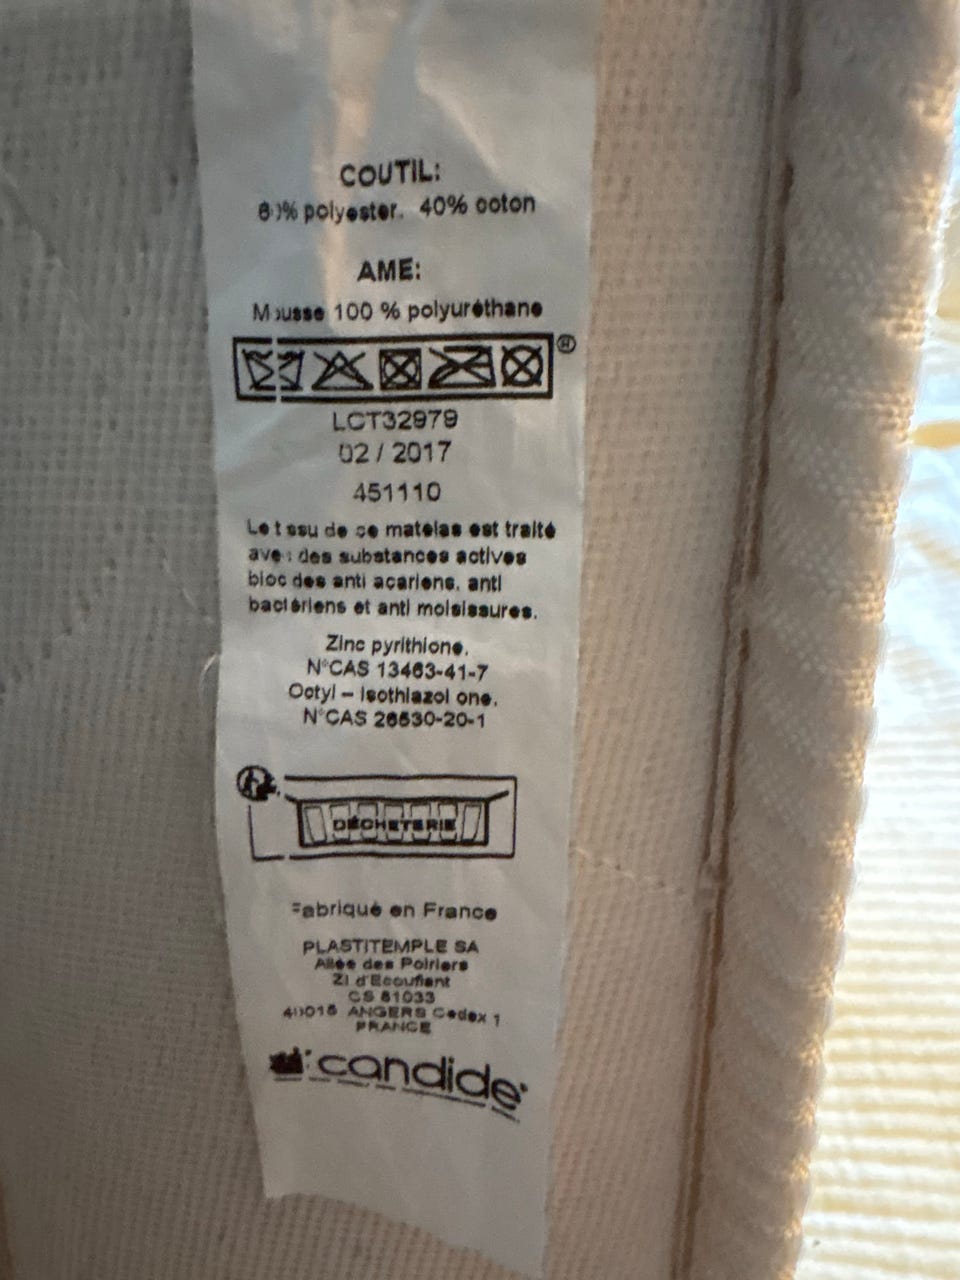 COUTIL:
polyester. 40% coton
AME:
Mousse 100 % polyuréthane
®
LCT32979
02 / 2017
451110
Le tissu de ce matelas est traité
avec des substances actives
biocides anti acariens, anti
bactériens et anti moisissures.
Zinc pyrithione.
N°CAS 13463-41-7
Octyl – isothiazol one.
N°CAS 26530-20-1
DÉCHETERIE
Fabriqué en France
PLASTITEMPLE SA
Allée des Poiriers
ZI d'Ecouflant
CS 81033
ANGERS Cedex 1
FRANCE
candide